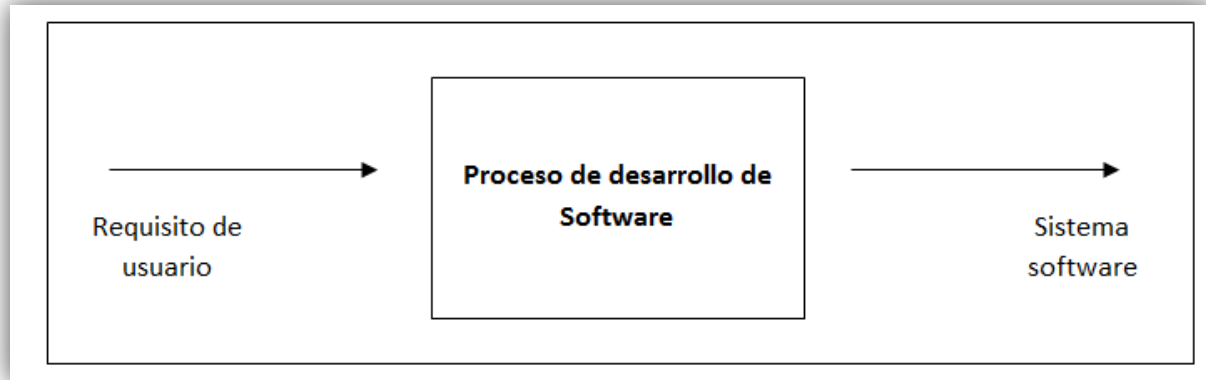 Requisito de
usuario
Proceso de desarrollo de
Software
Sistema
software